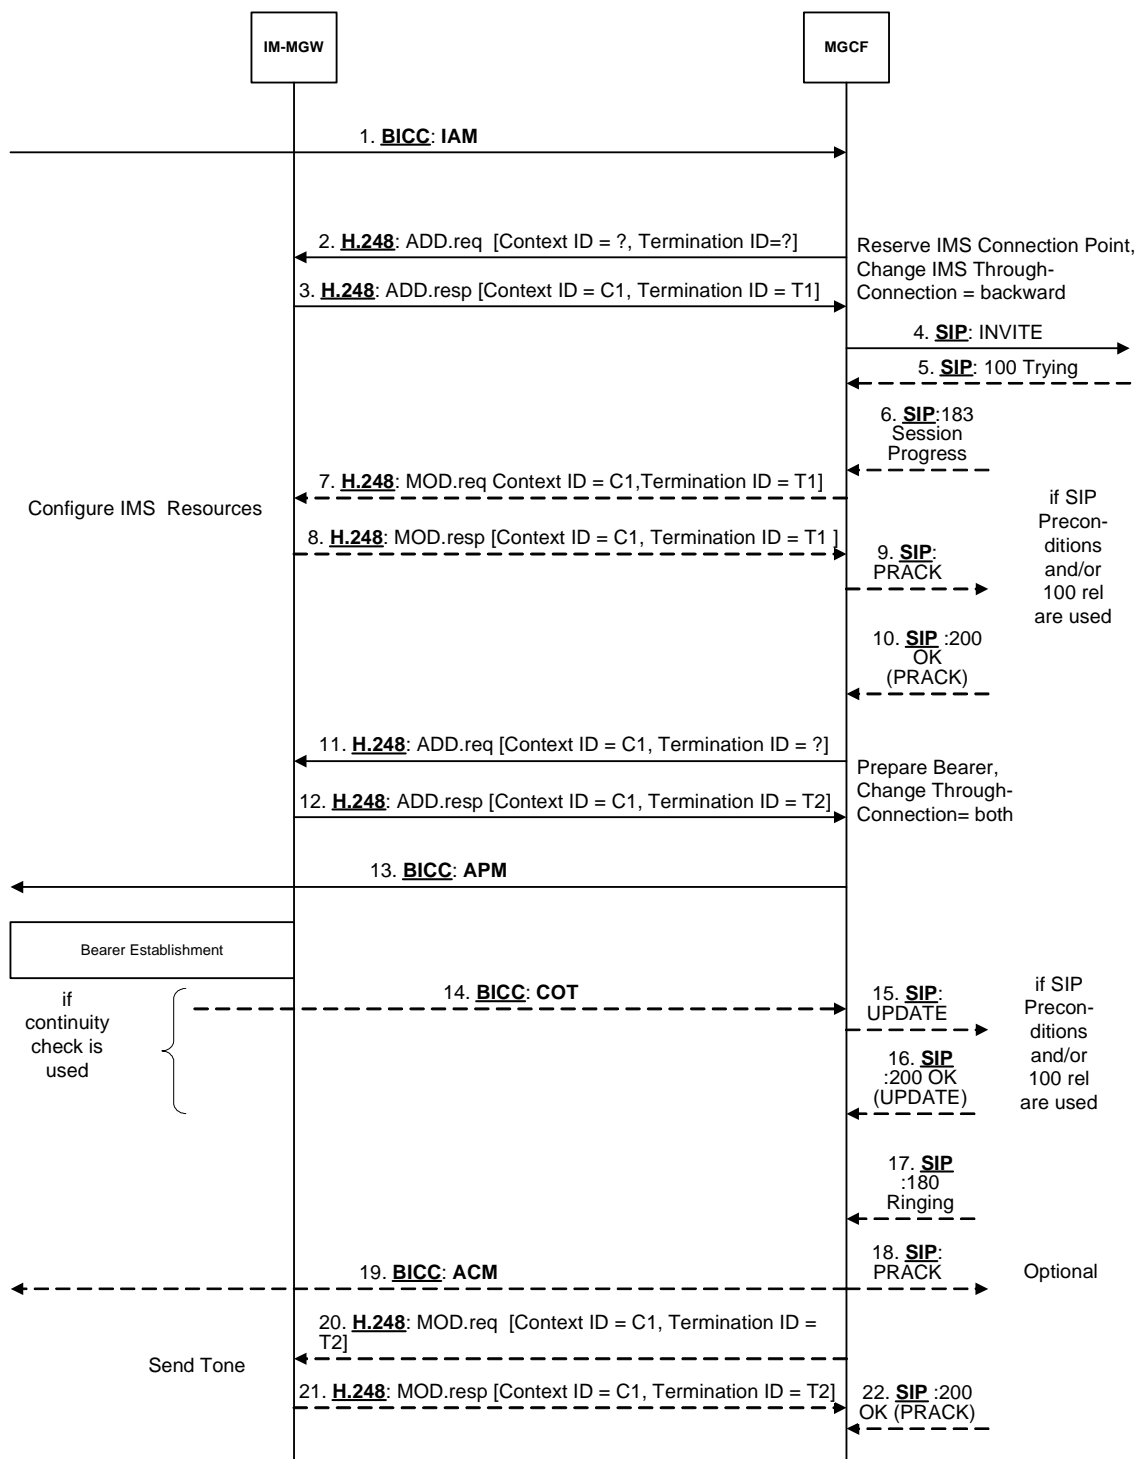 IM-MGW
MGCF
1. BICC: IAM
2. H.248: ADD.req  [Context ID = ?, Termination ID=?]
Reserve IMS Connection Point,
Change IMS Through-
Connection = backward
3. H.248: ADD.resp [Context ID = C1, Termination ID = T1]
4. SIP: INVITE
5. SIP: 100 Trying
6. SIP:183
Session
Progress
7. H.248: MOD.req Context ID = C1,Termination ID = T1]
Configure IMS  Resources
8. H.248: MOD.resp [Context ID = C1, Termination ID = T1 ]
9. SIP:
PRACK
if SIP
Precon-
ditions
and/or
100 rel
are used
10. SIP :200
OK
(PRACK)
11. H.248: ADD.req [Context ID = C1, Termination ID = ?]
Prepare Bearer,
Change Through-
Connection= both
12. H.248: ADD.resp [Context ID = C1, Termination ID = T2]
13. BICC: APM
Bearer Establishment
if
continuity
check is
used
14. BICC: COT
15. SIP:
UPDATE
if SIP
Precon-
ditions
and/or
100 rel
are used
16. SIP
:200 OK
(UPDATE)
17. SIP
:180
Ringing
18. SIP:
PRACK
Optional
19. BICC: ACM
20. H.248: MOD.req  [Context ID = C1, Termination ID =
T2]
Send Tone
21. H.248: MOD.resp [Context ID = C1, Termination ID = T2]
22. SIP :200
OK (PRACK)